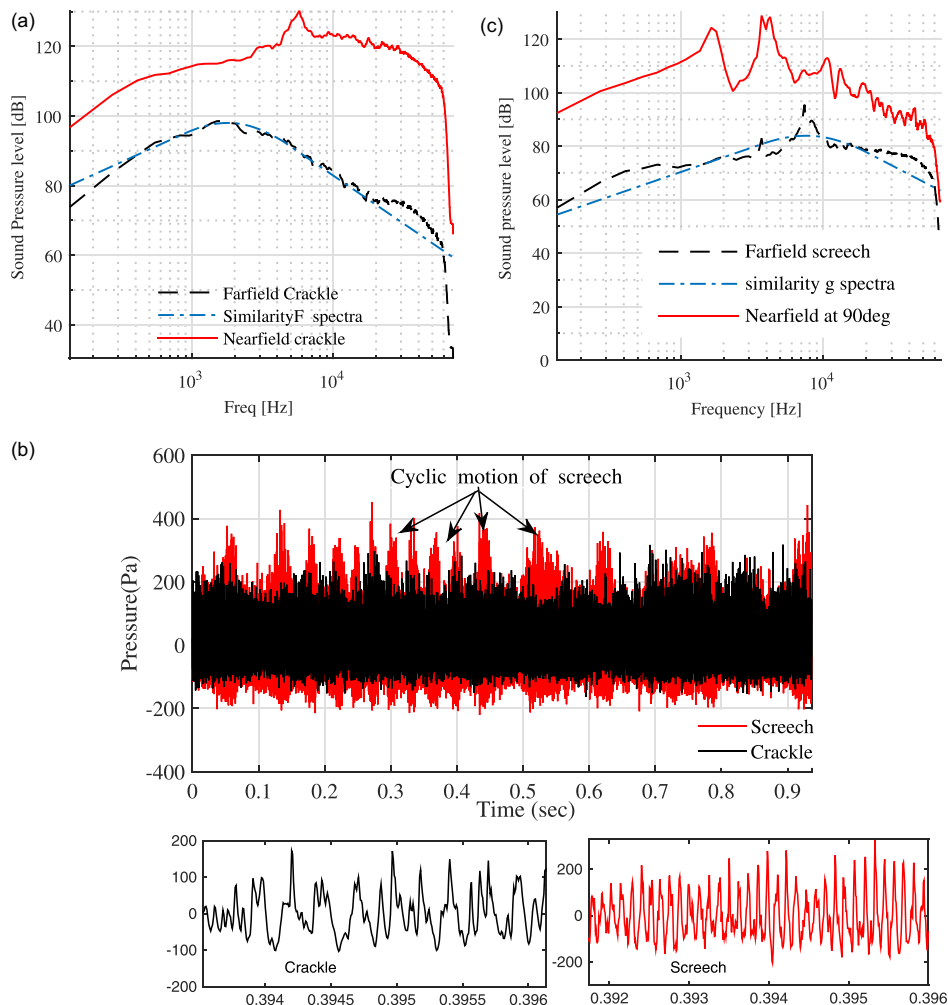 (a)
Sound Pressure level [dB]
120
100
80
60
40
10³
10⁴
Freq [Hz]
Farfield Crackle
SimilarityF spectra
Nearfield crackle
(c)
Sound pressure level [dB]
120
100
80
60
40
20
0
10³
10⁴
Frequency [Hz]
Farfield screech
similarity g spectra
Nearfield at 90deg
(b)
Pressure(Pa)
600
400
200
0
-200
-400
Cyclic motion of screech
Screech
Crackle
0 0.1 0.2 0.3 0.4 0.5 0.6 0.7 0.8 0.9
Time (sec)
200
100
0
-100
-200
Crackle
0.394 0.3945 0.395 0.3955 0.396
200
0
-200
Screech
0.392 0.393 0.394 0.395 0.396